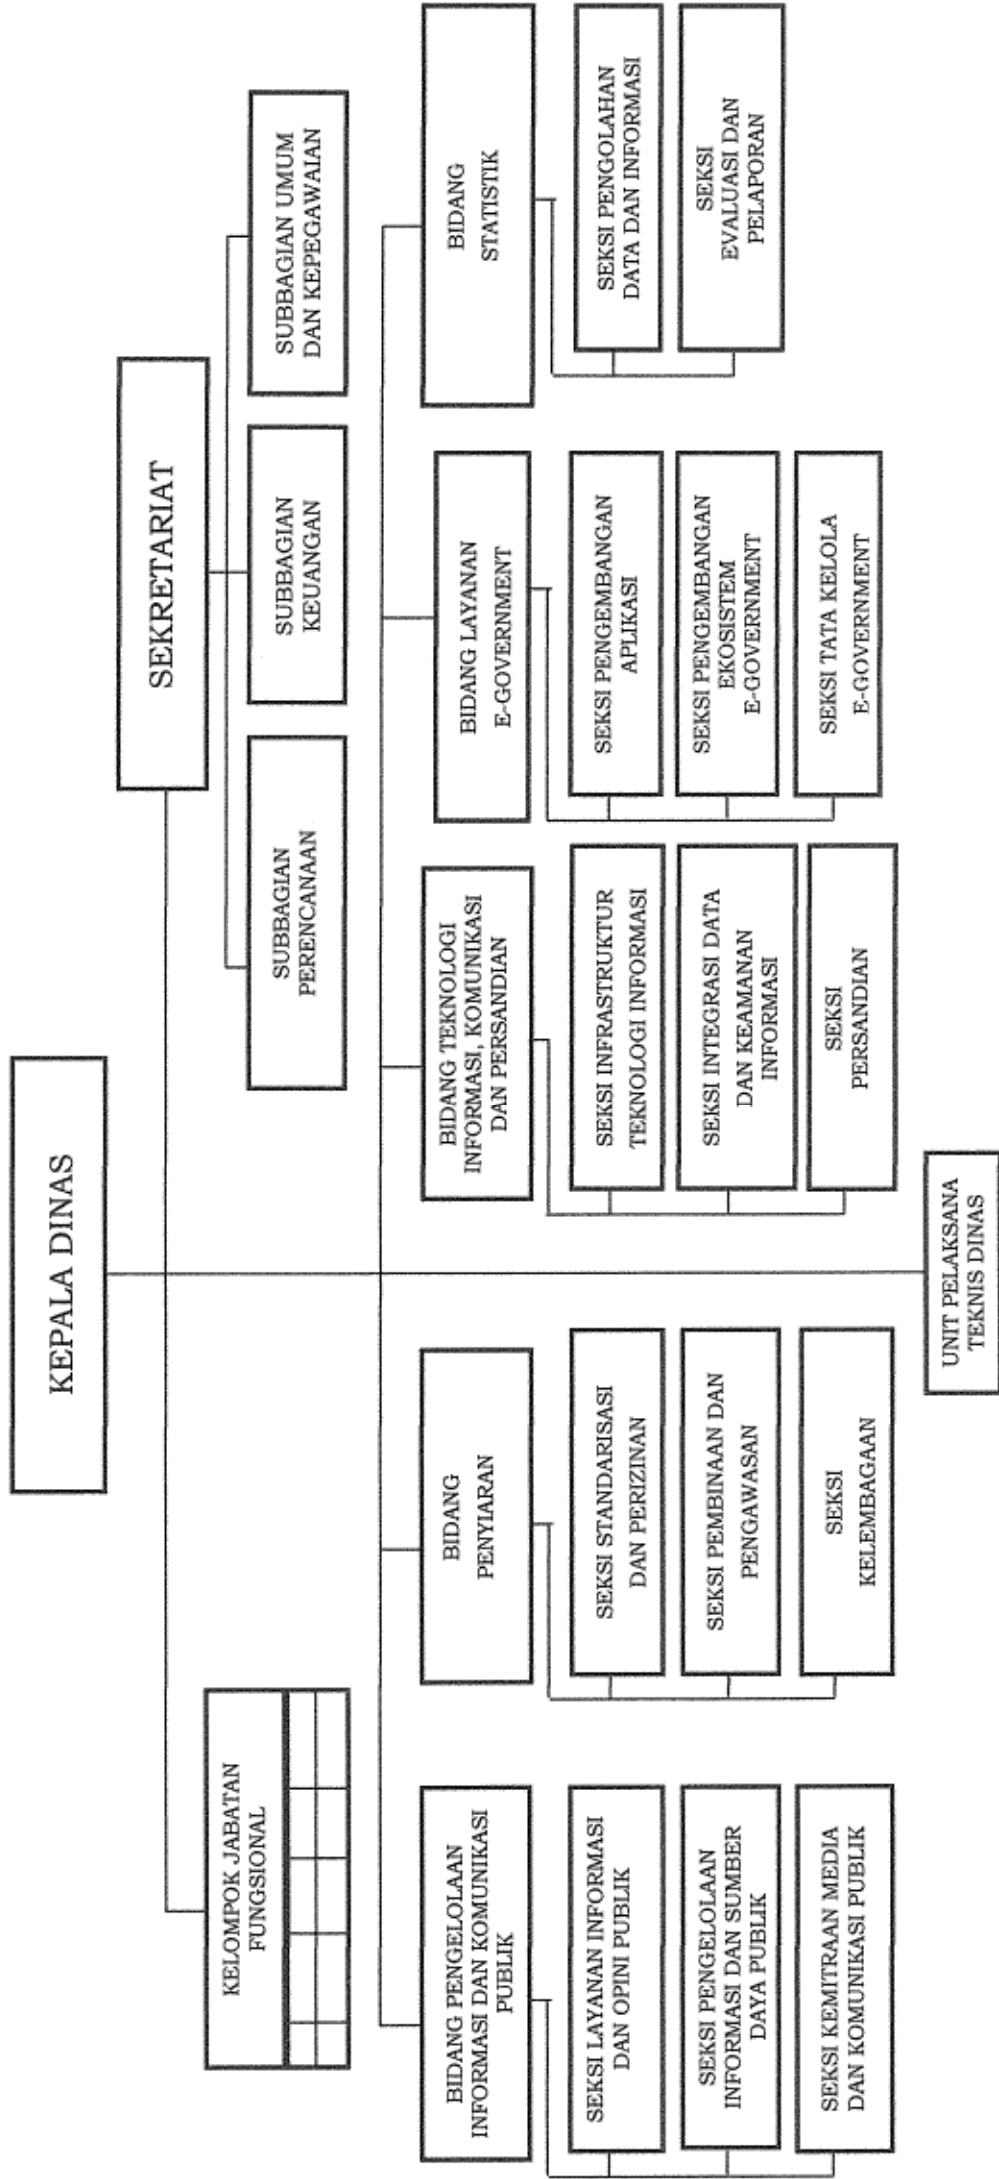 KEPALA DINAS
SEKRETARIAT
KELOMPOK JABATAN
FUNGSIONAL
SUBBAGIAN
PERENCANAAN
SUBBAGIAN
KEUANGAN
SUBBAGIAN UMUM
DAN KEPEGAWAIAN
BIDANG PENGELOLAAN
INFORMASI DAN KOMUNIKASI
PUBLIK
SEKSI LAYANAN INFORMASI
DAN OPINI PUBLIK
SEKSI PENGELOLAAN
INFORMASI DAN SUMBER
DAYA PUBLIK
SEKSI KEMITRAAN MEDIA
DAN KOMUNIKASI PUBLIK
BIDANG
PENYIARAN
SEKSI STANDARISASI
DAN PERIZINAN
SEKSI PEMBINAAN DAN
PENGAWASAN
SEKSI
KELEMBAGAAN
BIDANG TEKNOLOGI
INFORMASI, KOMUNIKASI
DAN PERSANDIAN
SEKSI INFRASTRUKTUR
TEKNOLOGI INFORMASI
SEKSI INTEGRASI DATA
DAN KEAMANAN
INFORMASI
SEKSI
PERSANDIAN
BIDANG LAYANAN
E-GOVERNMENT
SEKSI PENGEMBANGAN
APLIKASI
SEKSI PENGEMBANGAN
EKOSISTEM
E-GOVERNMENT
SEKSI TATA KELOLA
E-GOVERNMENT
BIDANG
STATISTIK
SEKSI PENGOLAHAN
DATA DAN INFORMASI
SEKSI
EVALUASI DAN
PELAPORAN
UNIT PELAKSANA
TEKNIS DINAS